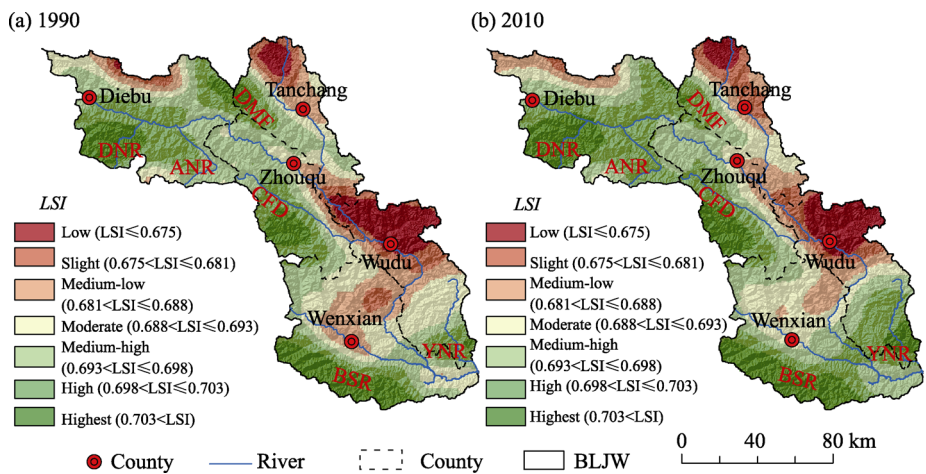 (a) 1990
Diebu
Tanchang
DMF
DNR
ANR
Zhouqu
CFD
LSI
Low (LSI≤0.675)
Slight (0.675<LSI≤0.681)
Medium-low
(0.681<LSI≤0.688)
Moderate (0.688<LSI≤0.693)
Medium-high
(0.693<LSI≤0.698)
High (0.698<LSI≤0.703)
Highest (0.703<LSI)
Wudu
Wenxian
YNR
BSR
(b) 2010
Diebu
Tanchang
DMF
DNR
ANR
Zhouqu
CFD
LSI
Low (LSI≤0.675)
Slight (0.675<LSI≤0.681)
Medium-low
(0.681<LSI≤0.688)
Moderate (0.688<LSI≤0.693)
Medium-high
(0.693<LSI≤0.698)
High (0.698<LSI≤0.703)
Highest (0.703<LSI)
Wudu
Wenxian
YNR
BSR
County
River
County
BLJW
0 40 80 km